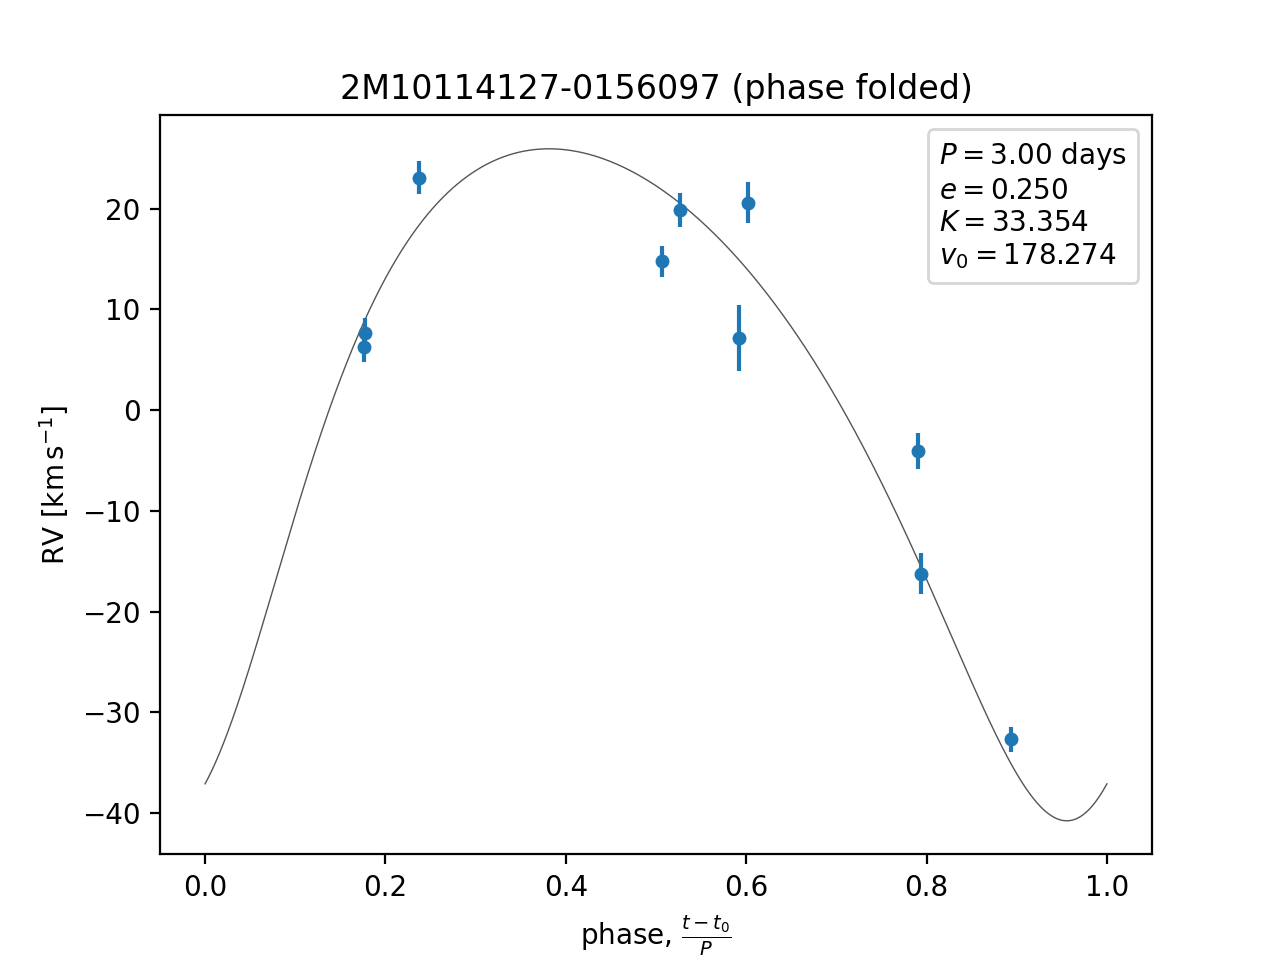 2M10114127-0156097 (phase folded)
P = 3.00 days
e = 0.250
K = 33.354
v₀ = 178.274
RV [km s⁻¹]
20
10
0
−10
−20
−30
−40
0.0 0.2 0.4 0.6 0.8 1.0
phase, (t − t₀)/P